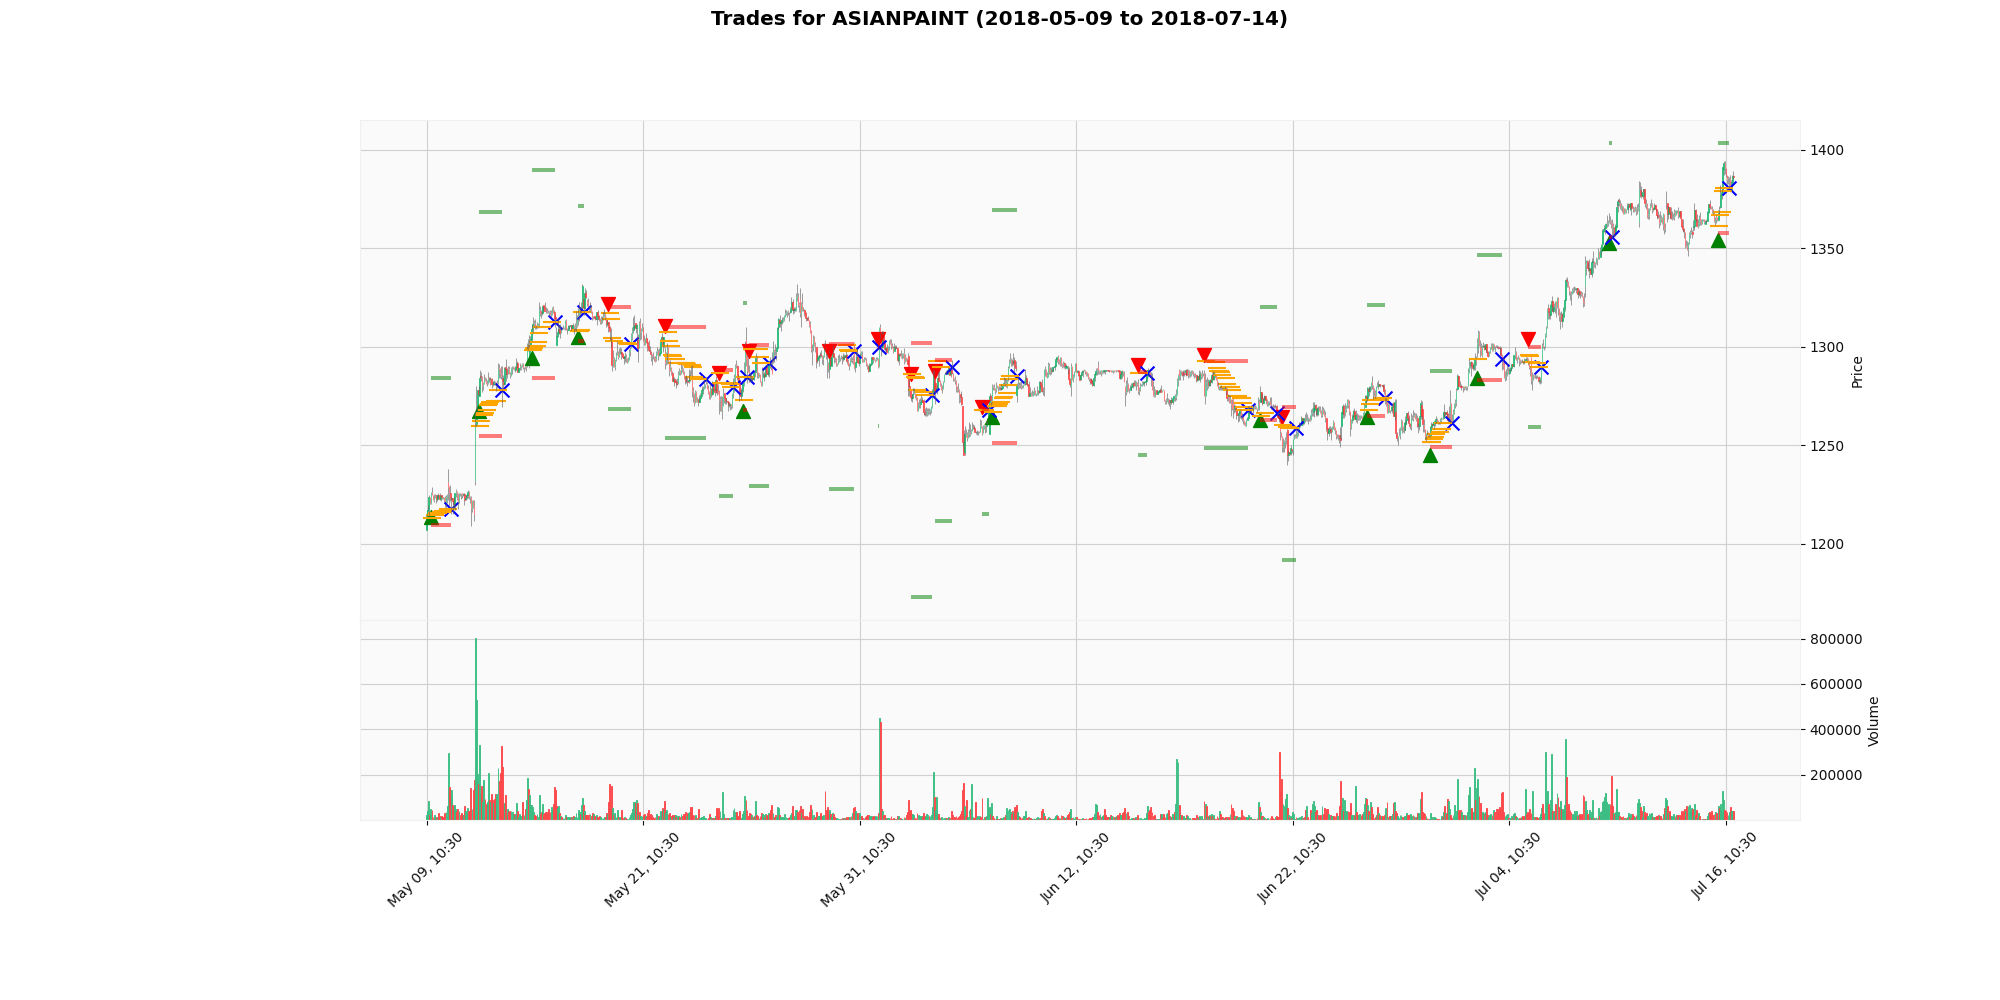 Trades for ASIANPAINT (2018-05-09 to 2018-07-14)
1400
1350
1300
1250
1200
Price
800000
600000
400000
200000
Volume
May 09, 10:30
May 21, 10:30
May 31, 10:30
Jun 12, 10:30
Jun 22, 10:30
Jul 04, 10:30
Jul 16, 10:30